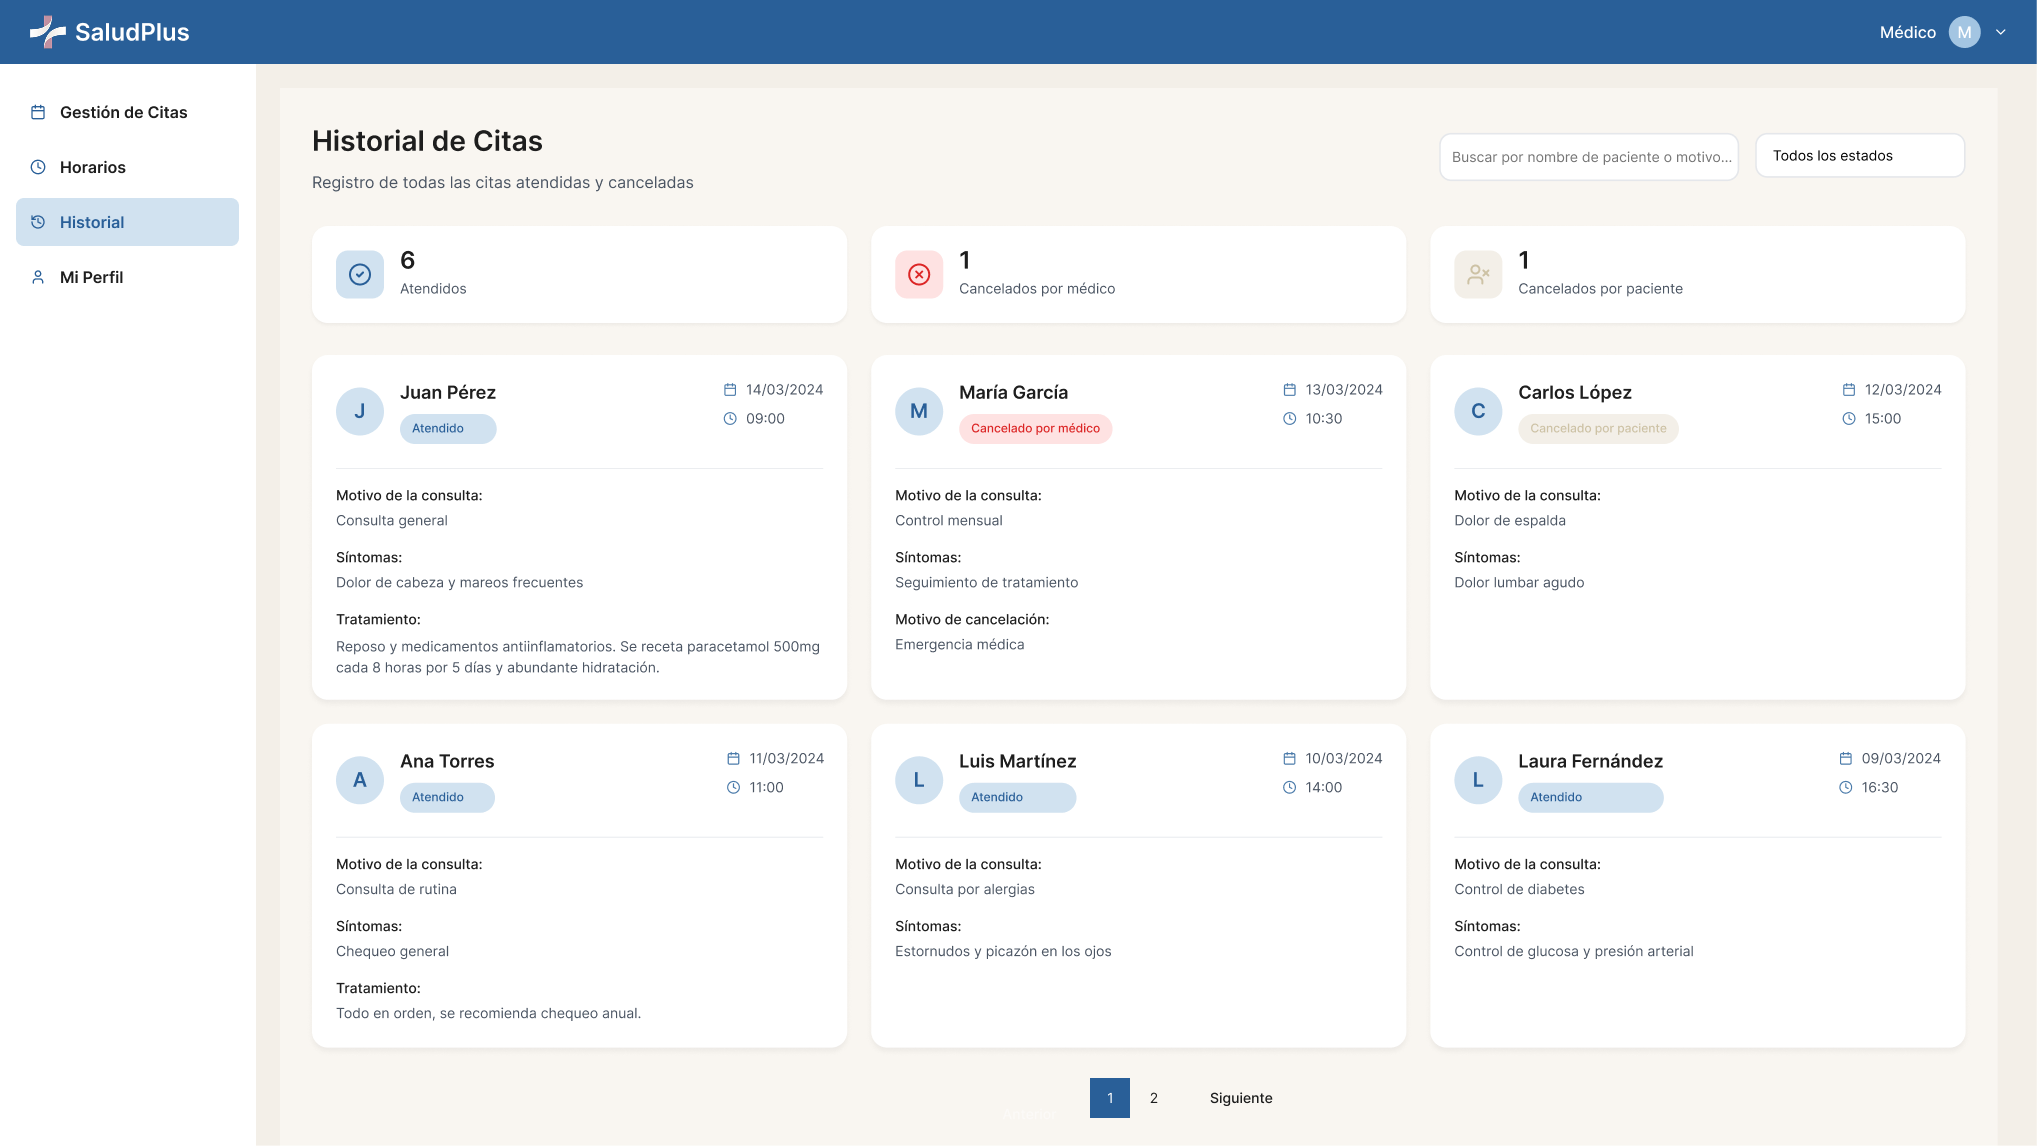 SaludPlus
Médico
M
Gestión de Citas
Horarios
Historial
Mi Perfil
Historial de Citas
Registro de todas las citas atendidas y canceladas
Buscar por nombre de paciente o motivo...
Todos los estados
6
Atendidos
1
Cancelados por médico
1
Cancelados por paciente
J
Juan Pérez
Atendido
14/03/2024
09:00
Motivo de la consulta:
Consulta general
Síntomas:
Dolor de cabeza y mareos frecuentes
Tratamiento:
Reposo y medicamentos antiinflamatorios. Se receta paracetamol 500mg
cada 8 horas por 5 días y abundante hidratación.
M
María García
Cancelado por médico
13/03/2024
10:30
Motivo de la consulta:
Control mensual
Síntomas:
Seguimiento de tratamiento
Motivo de cancelación:
Emergencia médica
C
Carlos López
Cancelado por paciente
12/03/2024
15:00
Motivo de la consulta:
Dolor de espalda
Síntomas:
Dolor lumbar agudo
A
Ana Torres
Atendido
11/03/2024
11:00
Motivo de la consulta:
Consulta de rutina
Síntomas:
Chequeo general
Tratamiento:
Todo en orden, se recomienda chequeo anual.
L
Luis Martínez
Atendido
10/03/2024
14:00
Motivo de la consulta:
Consulta por alergias
Síntomas:
Estornudos y picazón en los ojos
L
Laura Fernández
Atendido
09/03/2024
16:30
Motivo de la consulta:
Control de diabetes
Síntomas:
Control de glucosa y presión arterial
1
2
Siguiente